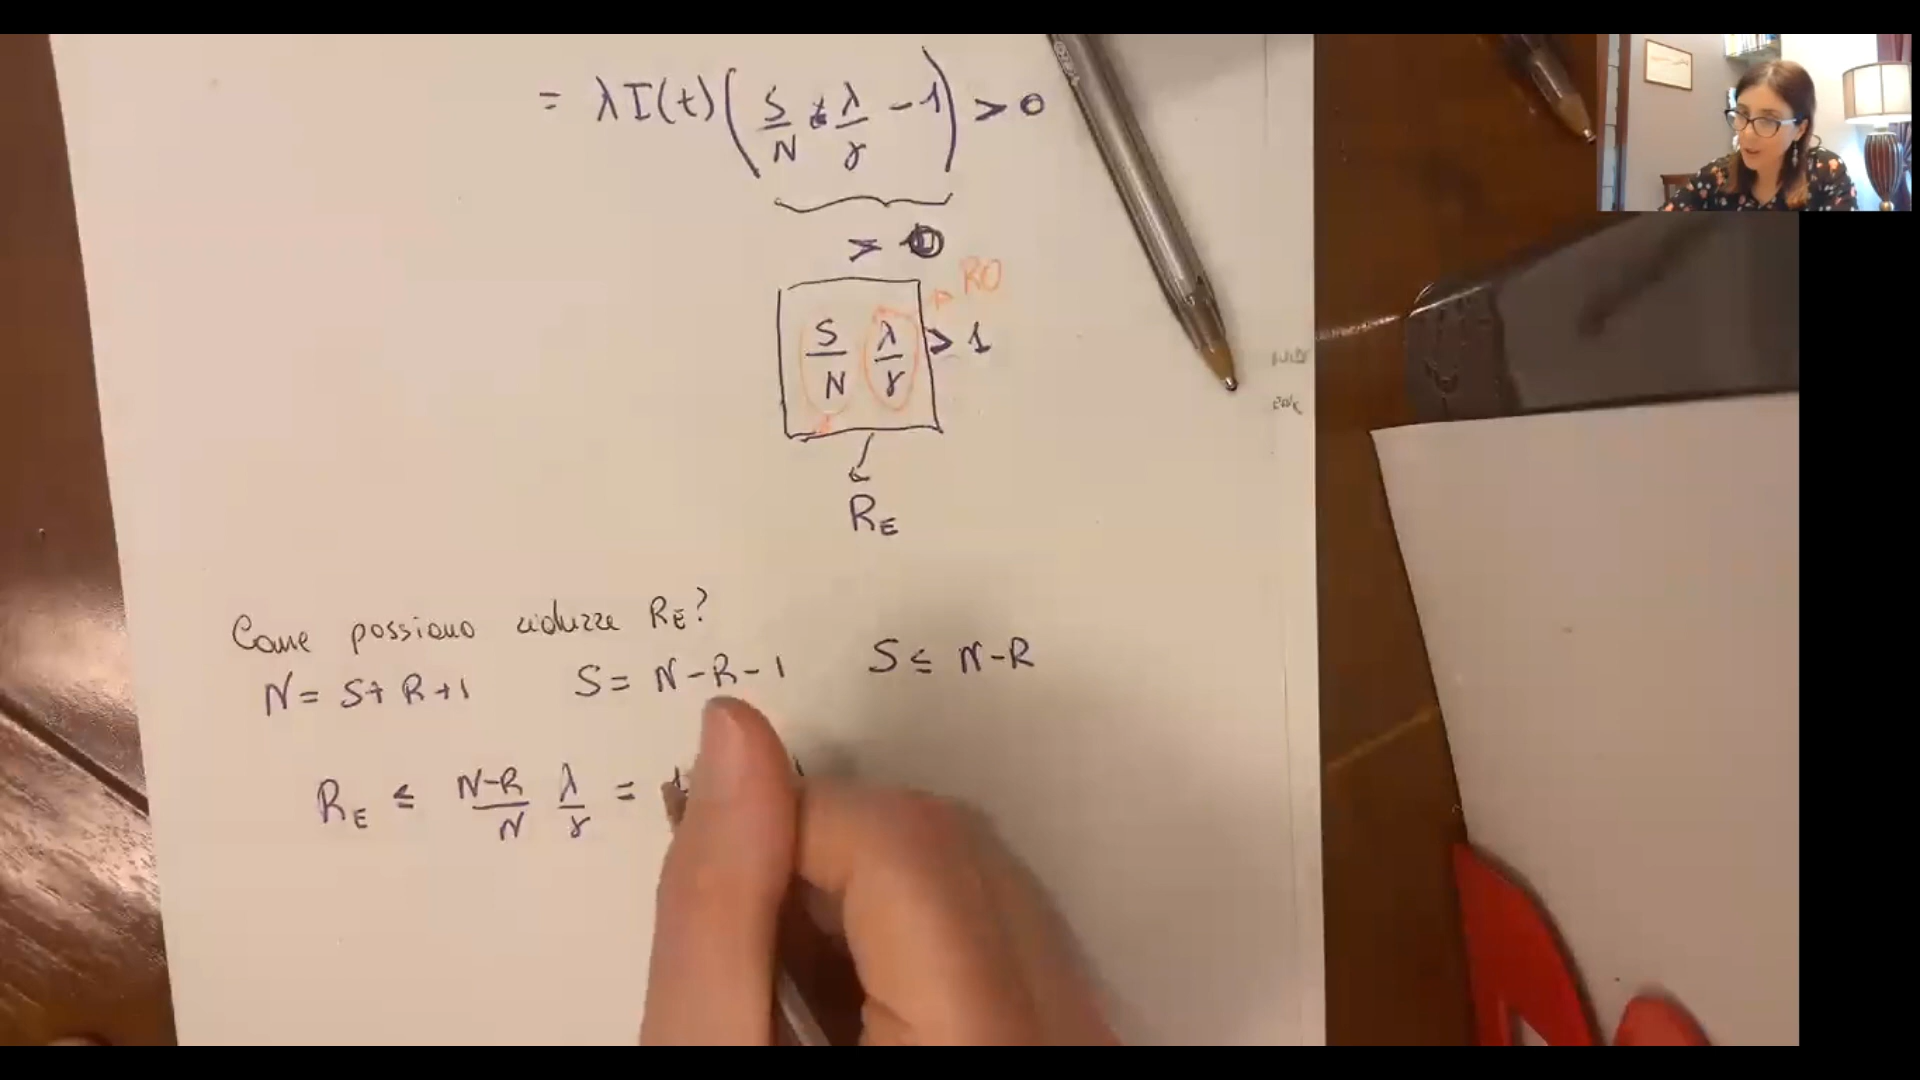 = λI(t)(S/N · λ/γ - 1) > 0
> 0
R0
S/N λ/γ > 1
R_E
Come possiamo ridurre R_E?
N = S+R+1 S = N-R-1 S ≤ N-R
R_E ≤ N-R/N λ/γ =